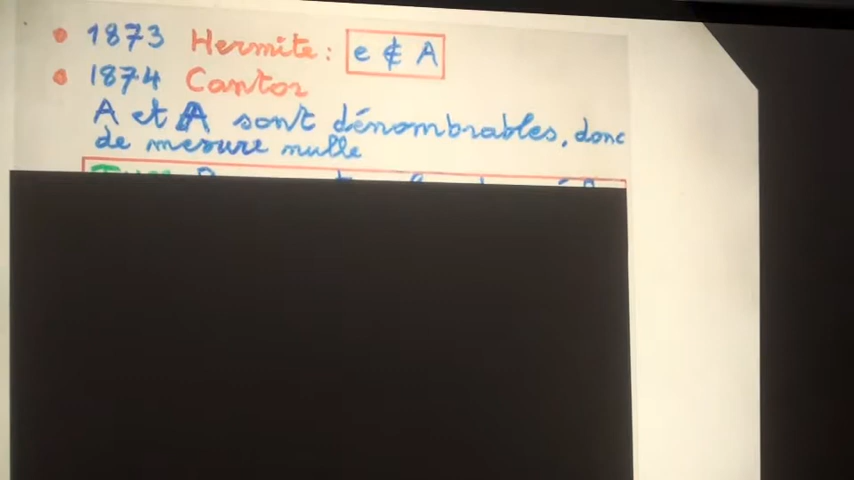 • 1873 Hermite : e ∉ A
• 1874 Cantor
A et A sont dénombrables, donc
de mesure nulle